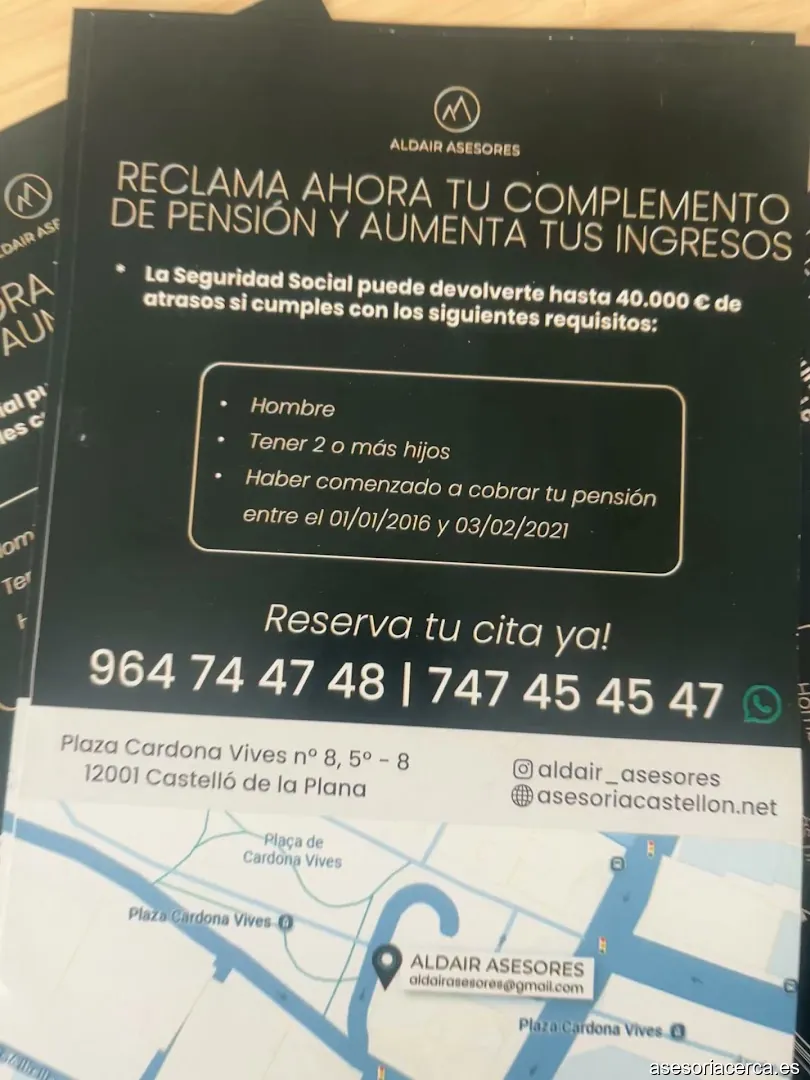 ALDAIR ASESORES
RECLAMA AHORA TU COMPLEMENTO
DE PENSIÓN Y AUMENTA TUS INGRESOS
* La Seguridad Social puede devolverte hasta 40.000 € de
atrasos si cumples con los siguientes requisitos:
• Hombre
• Tener 2 o más hijos
• Haber comenzado a cobrar tu pensión
entre el 01/01/2016 y 03/02/2021
Reserva tu cita ya!
964 74 47 48 | 747 45 45 47
Plaza Cardona Vives nº 8, 5º - 8
12001 Castelló de la Plana
aldair_asesores
asesoriacastellon.net
Plaça de
Cardona Vives
Plaza Cardona Vives
ALDAIR ASESORES
aldairasesores@gmail.com
Plaza Cardona Vives
asesoriacerca.es